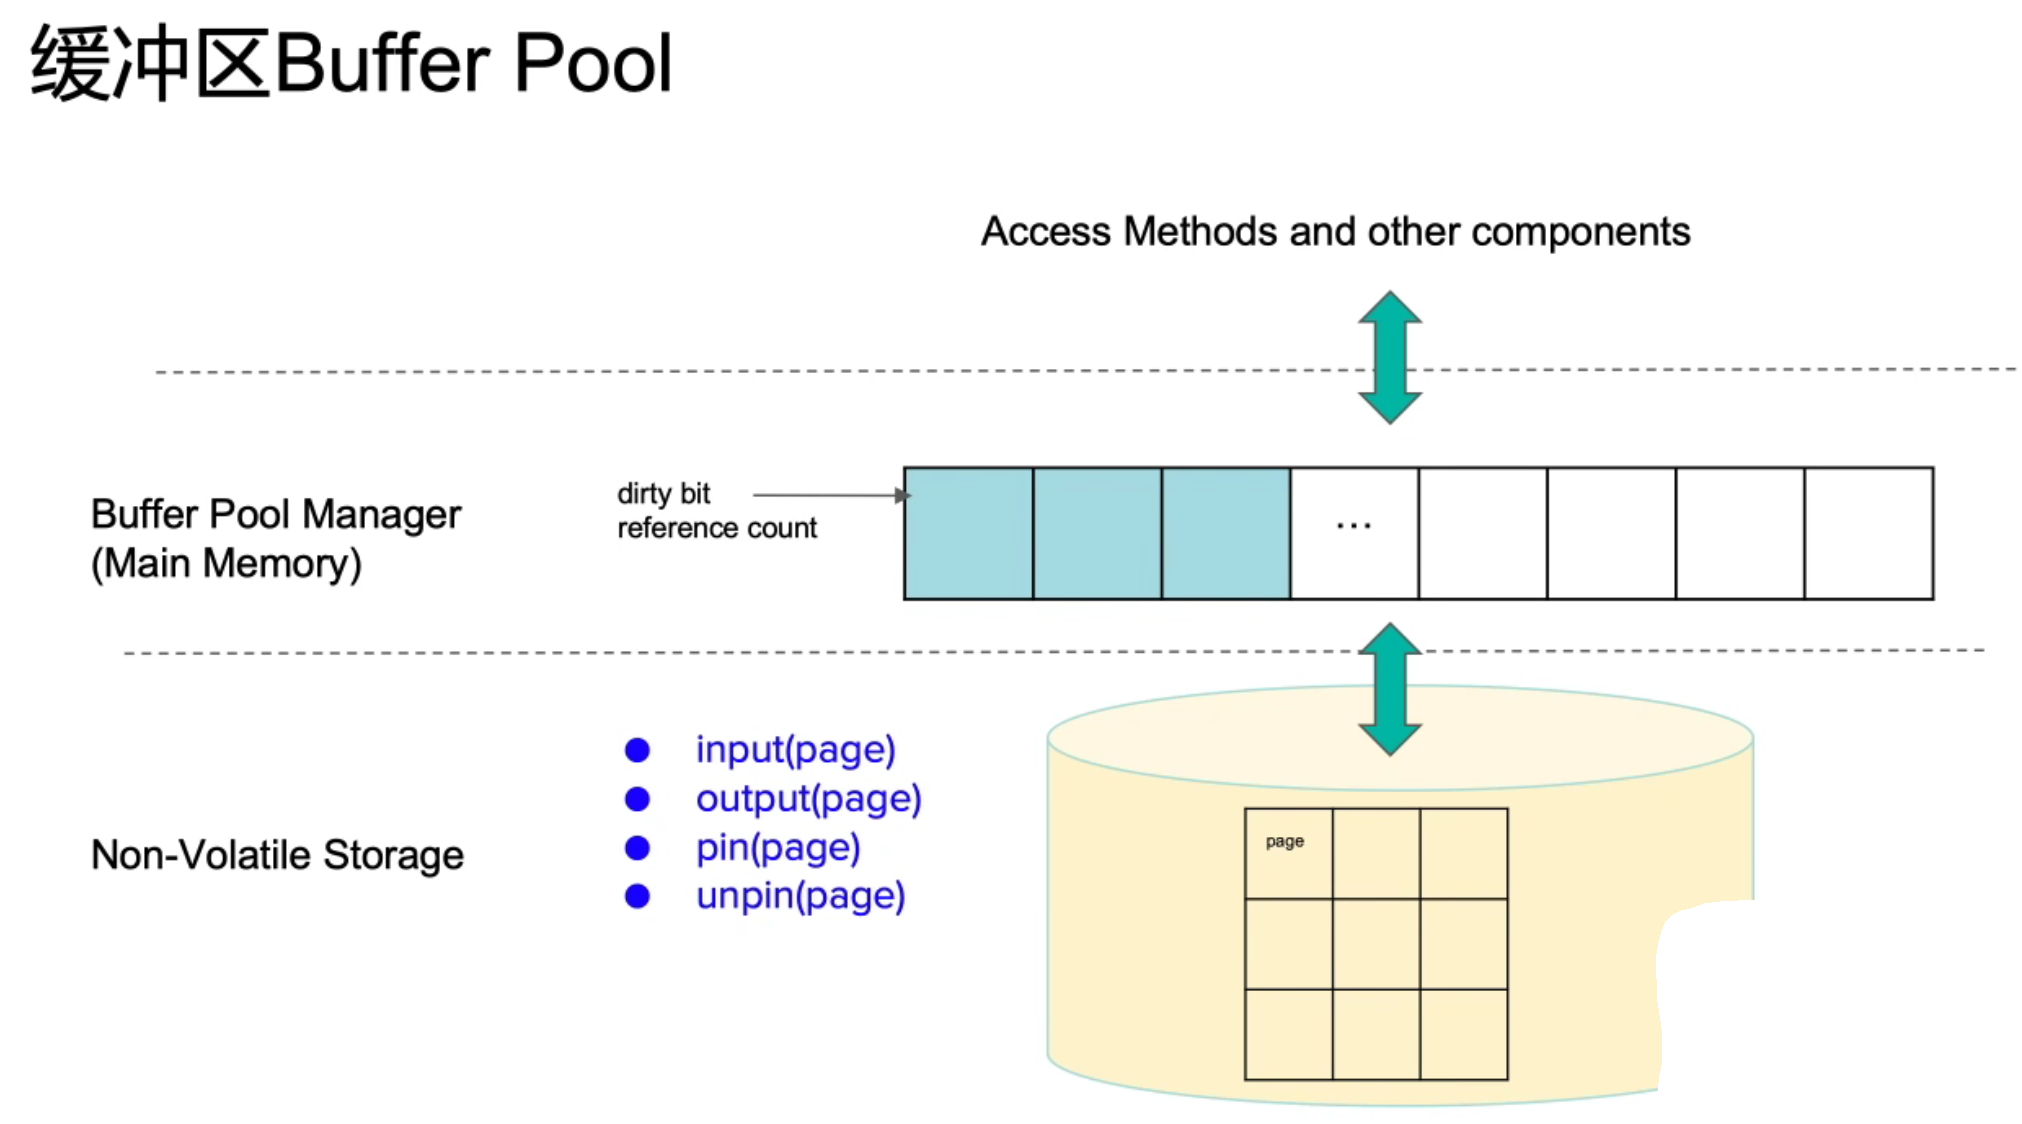 缓冲区Buffer Pool
Access Methods and other components
Buffer Pool Manager
(Main Memory)
dirty bit
reference count
...
Non-Volatile Storage
● input(page)
● output(page)
● pin(page)
● unpin(page)
page